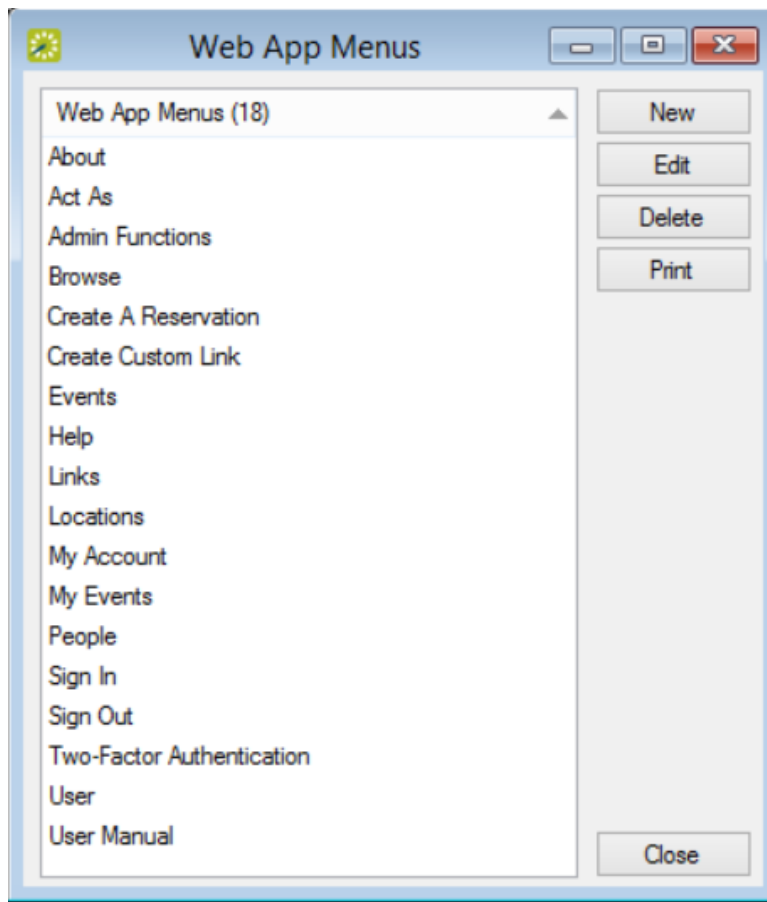 Web App Menus
Web App Menus (18)
About
Act As
Admin Functions
Browse
Create A Reservation
Create Custom Link
Events
Help
Links
Locations
My Account
My Events
People
Sign In
Sign Out
Two-Factor Authentication
User
User Manual
New
Edit
Delete
Print
Close